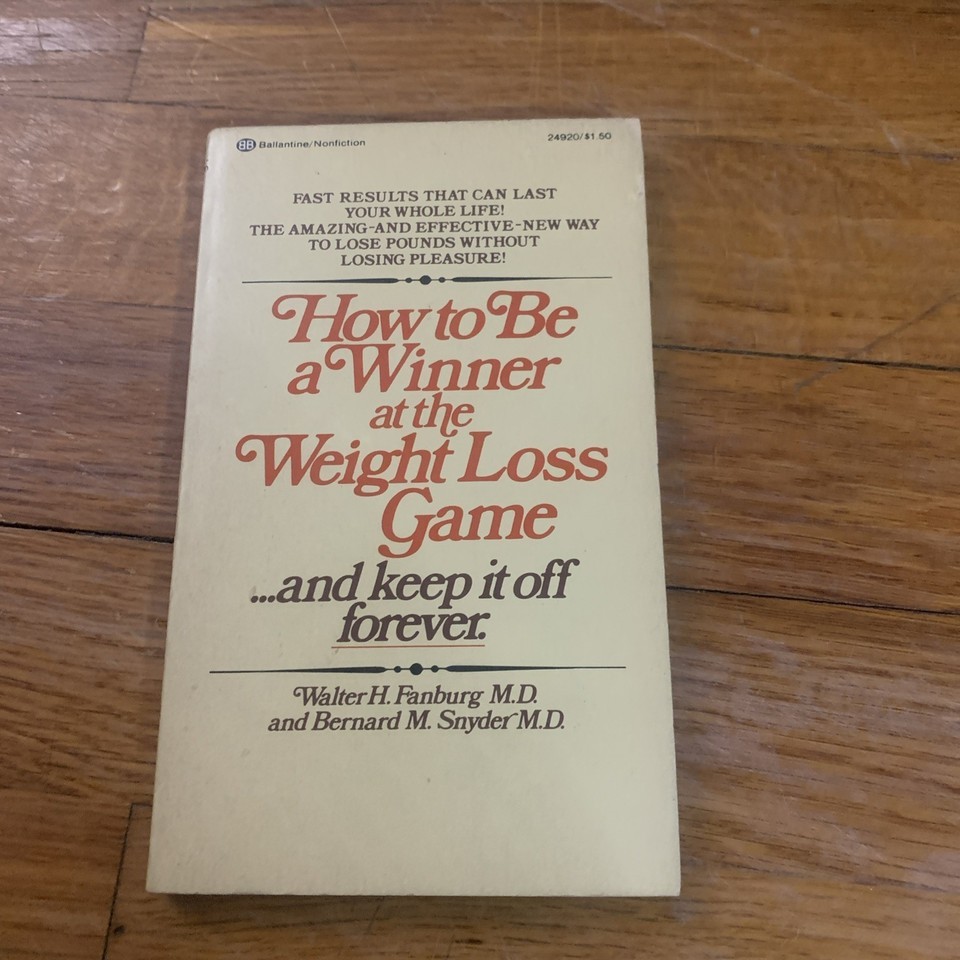 BB Ballantine/Nonfiction 24920/$1.50
FAST RESULTS THAT CAN LAST
YOUR WHOLE LIFE!
THE AMAZING-AND EFFECTIVE-NEW WAY
TO LOSE POUNDS WITHOUT
LOSING PLEASURE!
How to Be
a Winner
at the
Weight Loss
Game
...and keep it off
forever.
Walter H. Fanburg M.D.
and Bernard M. Snyder M.D.